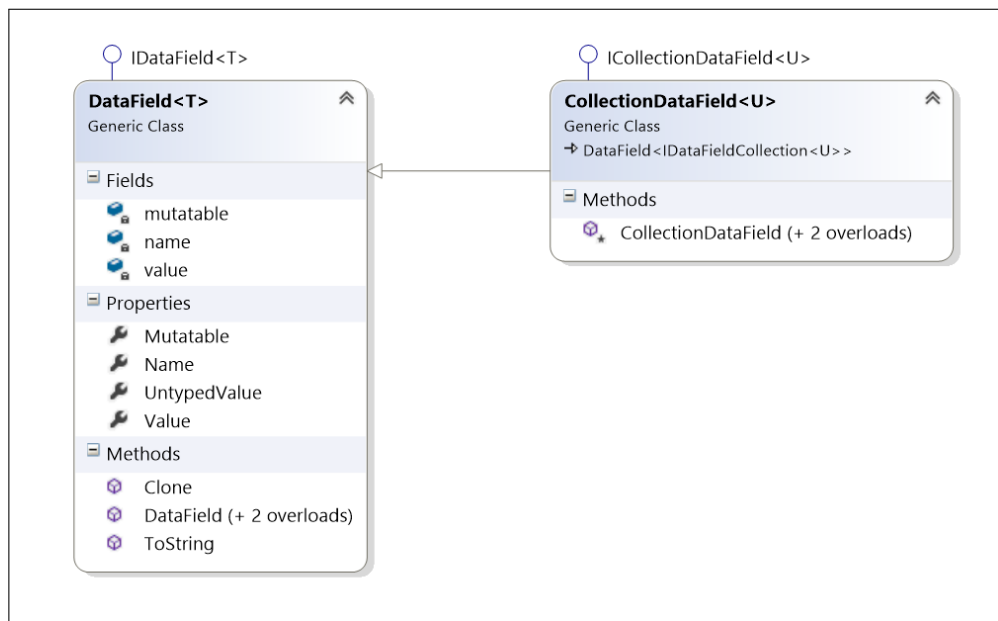 IDataField<T>
DataField<T>
Generic Class
Fields
mutatable
name
value
Properties
Mutatable
Name
UntypedValue
Value
Methods
Clone
DataField (+ 2 overloads)
ToString
ICollectionDataField<U>
CollectionDataField<U>
Generic Class
DataField<IDataFieldCollection<U>>
Methods
CollectionDataField (+ 2 overloads)